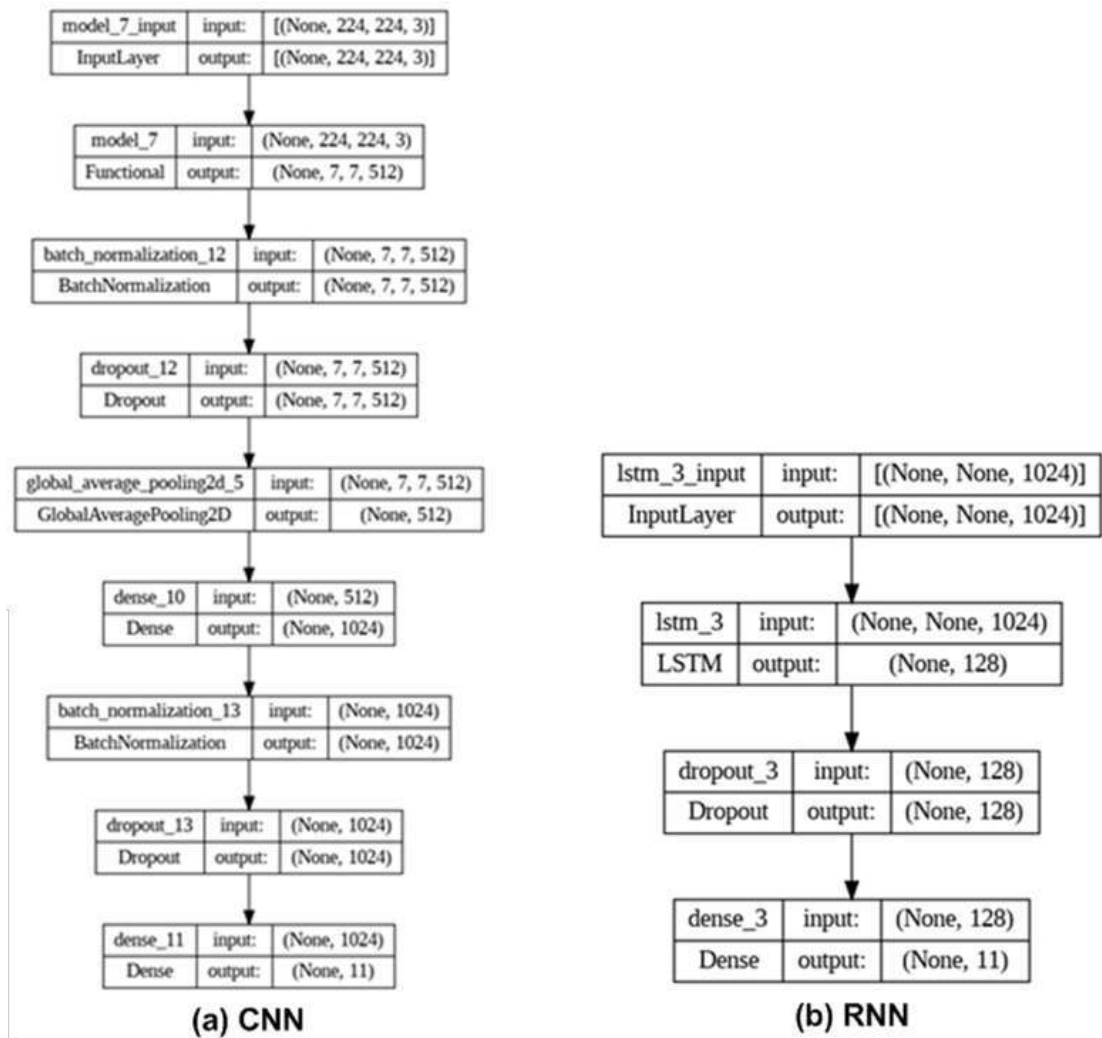 model_7_input input: [(None, 224, 224, 3)]
InputLayer output: [(None, 224, 224, 3)]
model_7 input: (None, 224, 224, 3)
Functional output: (None, 7, 7, 512)
batch_normalization_12 input: (None, 7, 7, 512)
BatchNormalization output: (None, 7, 7, 512)
dropout_12 input: (None, 7, 7, 512)
Dropout output: (None, 7, 7, 512)
global_average_pooling2d_5 input: (None, 7, 7, 512)
GlobalAveragePooling2D output: (None, 512)
dense_10 input: (None, 512)
Dense output: (None, 1024)
batch_normalization_13 input: (None, 1024)
BatchNormalization output: (None, 1024)
dropout_13 input: (None, 1024)
Dropout output: (None, 1024)
dense_11 input: (None, 1024)
Dense output: (None, 11)
(a) CNN
lstm_3_input input: [(None, None, 1024)]
InputLayer output: [(None, None, 1024)]
lstm_3 input: (None, None, 1024)
LSTM output: (None, 128)
dropout_3 input: (None, 128)
Dropout output: (None, 128)
dense_3 input: (None, 128)
Dense output: (None, 11)
(b) RNN